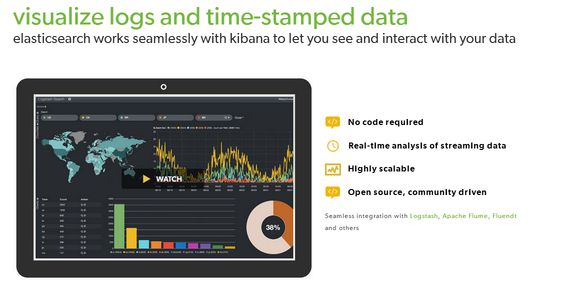 visualize logs and time-stamped data
elasticsearch works seamlessly with kibana to let you see and interact with your data
WATCH
38%
No code required
Real-time analysis of streaming data
Highly scalable
Open source, community driven
Seamless integration with Logstash, Apache Flume, Fluendt
and others